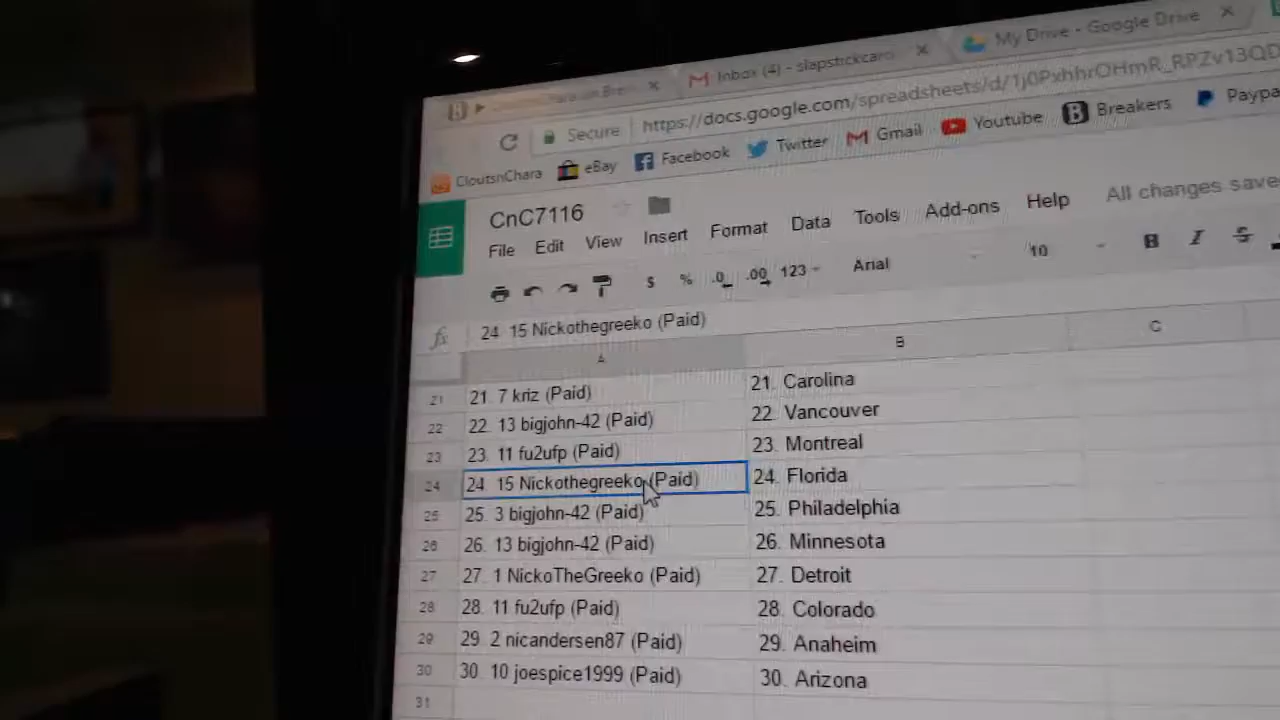 Inbox (4) - slapstickcard
My Drive - Google Drive
Secure https://docs.google.com/spreadsheets/d/
CloutsnChara eBay Facebook Twitter Gmail Youtube Breakers Paypa
CnC7116
File Edit View Insert Format Data Tools Add-ons Help All changes save
$ % .0 .00 123 Arial 10 B I S
fx 24. 15 Nickothegreeko (Paid)
A B C
21 21. 7 kriz (Paid) 21. Carolina
22 22. 13 bigjohn-42 (Paid) 22. Vancouver
23 23. 11 fu2ufp (Paid) 23. Montreal
24 24. 15 Nickothegreeko (Paid) 24. Florida
25 25. 3 bigjohn-42 (Paid) 25. Philadelphia
26 26. 13 bigjohn-42 (Paid) 26. Minnesota
27 27. 1 NickoTheGreeko (Paid) 27. Detroit
28 28. 11 fu2ufp (Paid) 28. Colorado
29 29. 2 nicandersen87 (Paid) 29. Anaheim
30 30. 10 joespice1999 (Paid) 30. Arizona
31